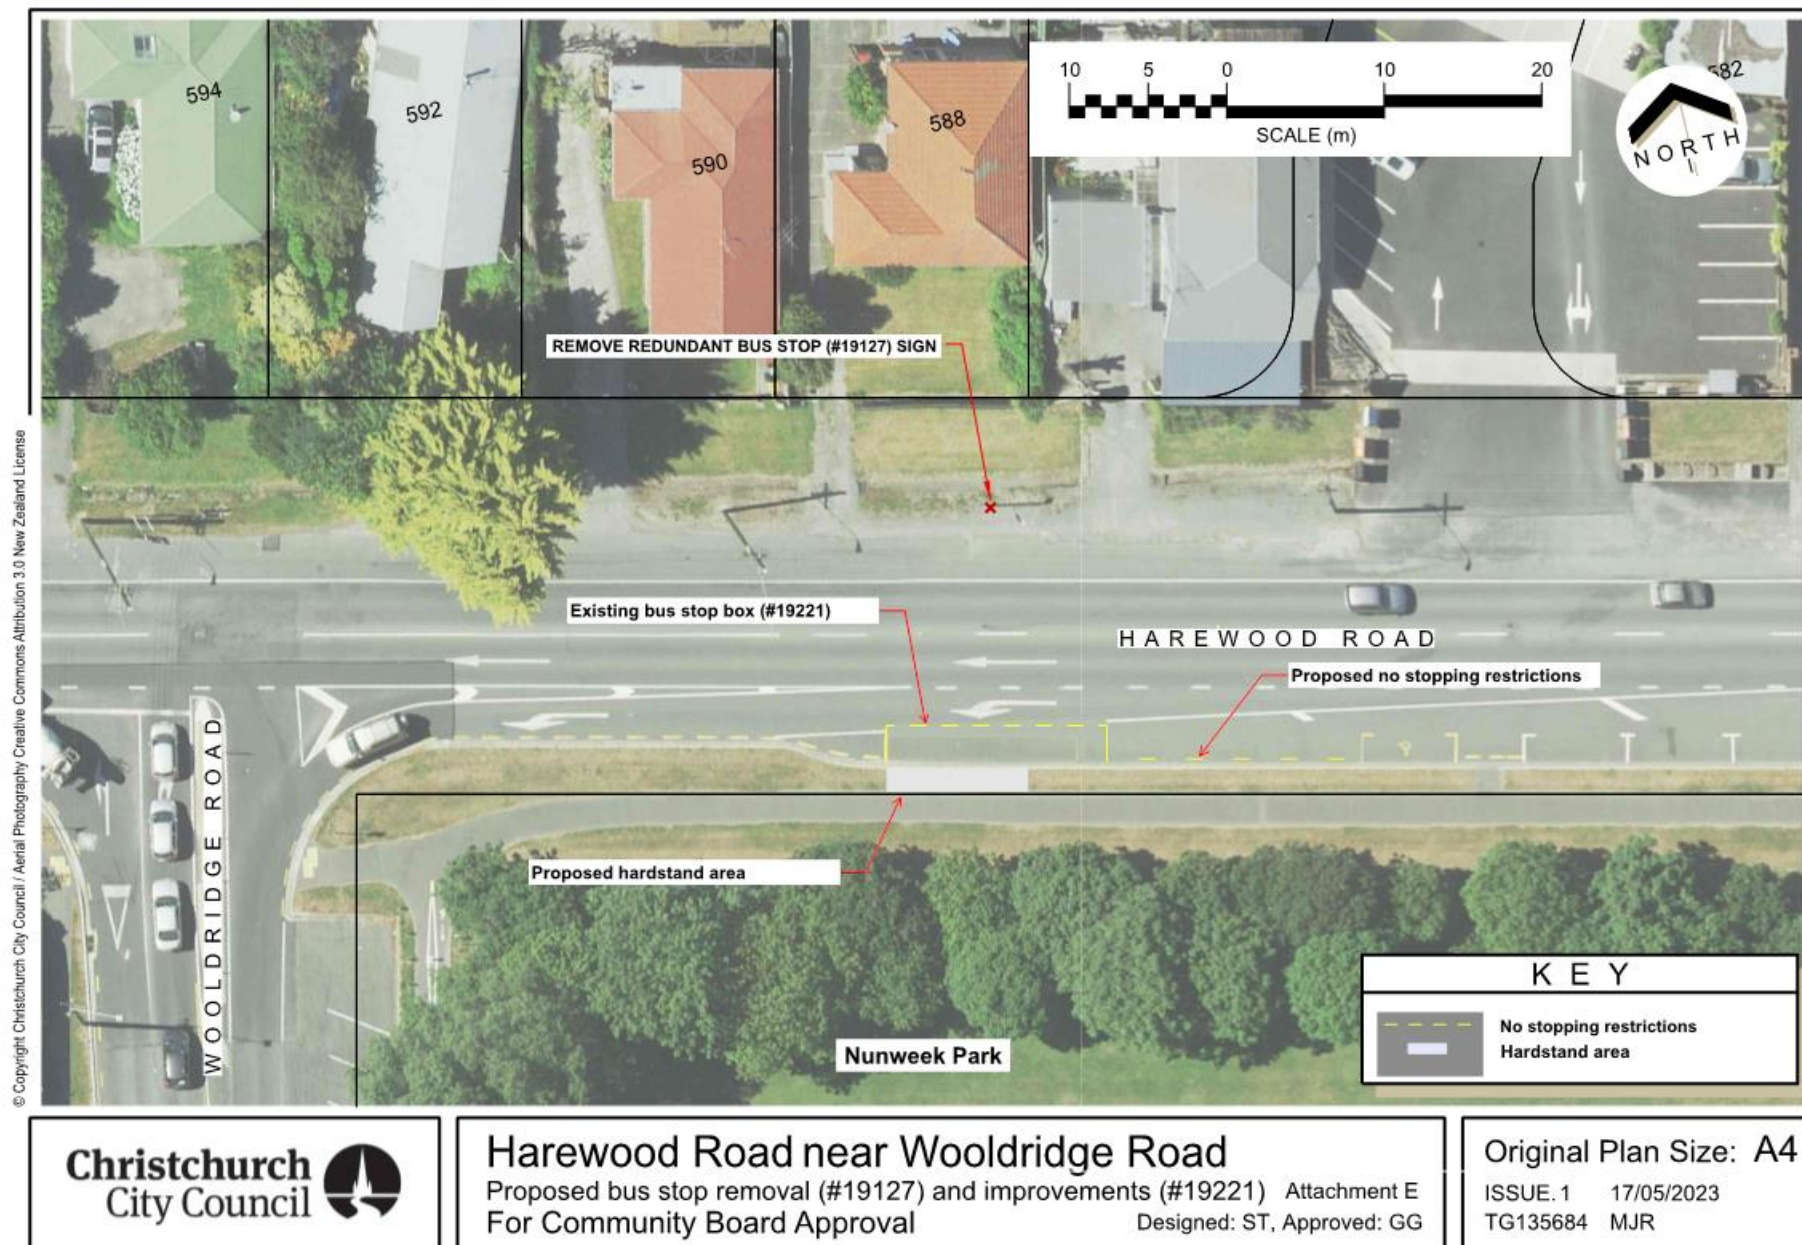 594
592
590
588
582
10 5 0 10 20
SCALE (m)
NORTH
REMOVE REDUNDANT BUS STOP (#19127) SIGN
Existing bus stop box (#19221)
HAREWOOD ROAD
Proposed no stopping restrictions
WOOLDRIDGE ROAD
Proposed hardstand area
Nunweek Park
KEY
No stopping restrictions
Hardstand area
© Copyright Christchurch City Council / Aerial Photography Creative Commons Attribution 3.0 New Zealand License
Christchurch
City Council
Harewood Road near Wooldridge Road
Proposed bus stop removal (#19127) and improvements (#19221) Attachment E
For Community Board Approval Designed: ST, Approved: GG
Original Plan Size: A4
ISSUE. 1 17/05/2023
TG135684 MJR